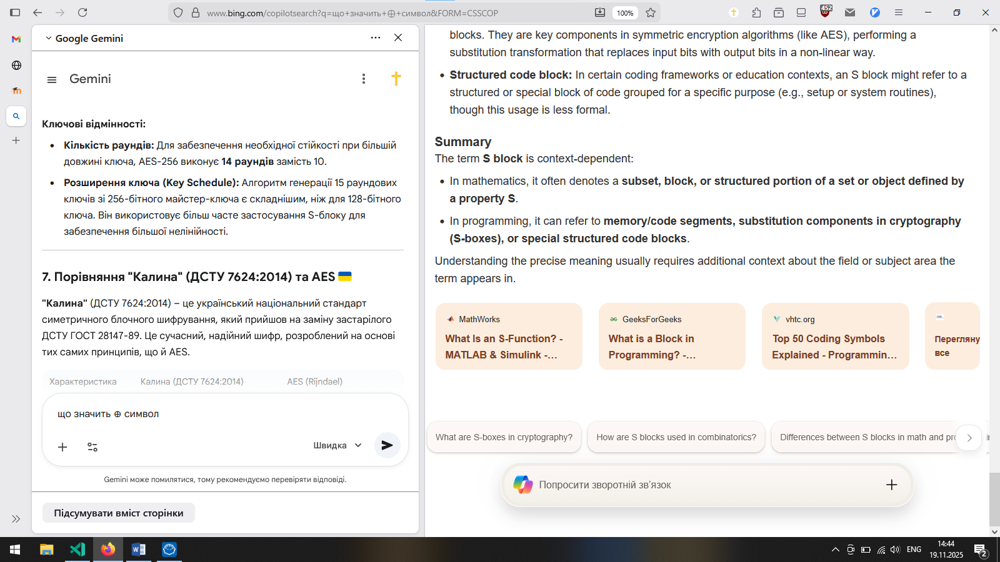 www.bing.com/copilotsearch?q=що+значить+⊕+символ&FORM=CSSCOP
100%
452
Google Gemini
Gemini
Ключові відмінності:
Кількість раундів: Для забезпечення необхідної стійкості при більшій
довжині ключа, AES-256 виконує 14 раундів замість 10.
Розширення ключа (Key Schedule): Алгоритм генерації 15 раундових
ключів зі 256-бітного майстер-ключа є складнішим, ніж для 128-бітного
ключа. Він використовує більш часте застосування S-блоку для
забезпечення більшої нелінійності.
7. Порівняння "Калина" (ДСТУ 7624:2014) та AES 🇺🇦
"Калина" (ДСТУ 7624:2014) – це український національний стандарт
симетричного блочного шифрування, який прийшов на заміну застарілого
ДСТУ ГОСТ 28147-89. Це сучасний, надійний шифр, розроблений на основі
тих самих принципів, що й AES.
Характеристика Калина (ДСТУ 7624:2014) AES (Rijndael)
що значить ⊕ символ
Швидка
Gemini може помилятися, тому рекомендуємо перевіряти відповіді.
Підсумувати вміст сторінки
blocks. They are key components in symmetric encryption algorithms (like AES), performing a
substitution transformation that replaces input bits with output bits in a non-linear way.
Structured code block: In certain coding frameworks or education contexts, an S block might refer to a
structured or special block of code grouped for a specific purpose (e.g., setup or system routines),
though this usage is less formal.
Summary
The term S block is context-dependent:
In mathematics, it often denotes a subset, block, or structured portion of a set or object defined by
a property S.
In programming, it can refer to memory/code segments, substitution components in cryptography
(S-boxes), or special structured code blocks.
Understanding the precise meaning usually requires additional context about the field or subject area the
term appears in.
MathWorks
What Is an S-Function? -
MATLAB & Simulink -...
GeeksForGeeks
What is a Block in
Programming? -...
vhtc.org
Top 50 Coding Symbols
Explained - Programmin...
Перегляну
все
What are S-boxes in cryptography?
How are S blocks used in combinatorics?
Differences between S blocks in math and pro
Попросити зворотній зв'язок
ENG
14:44
19.11.2025
2